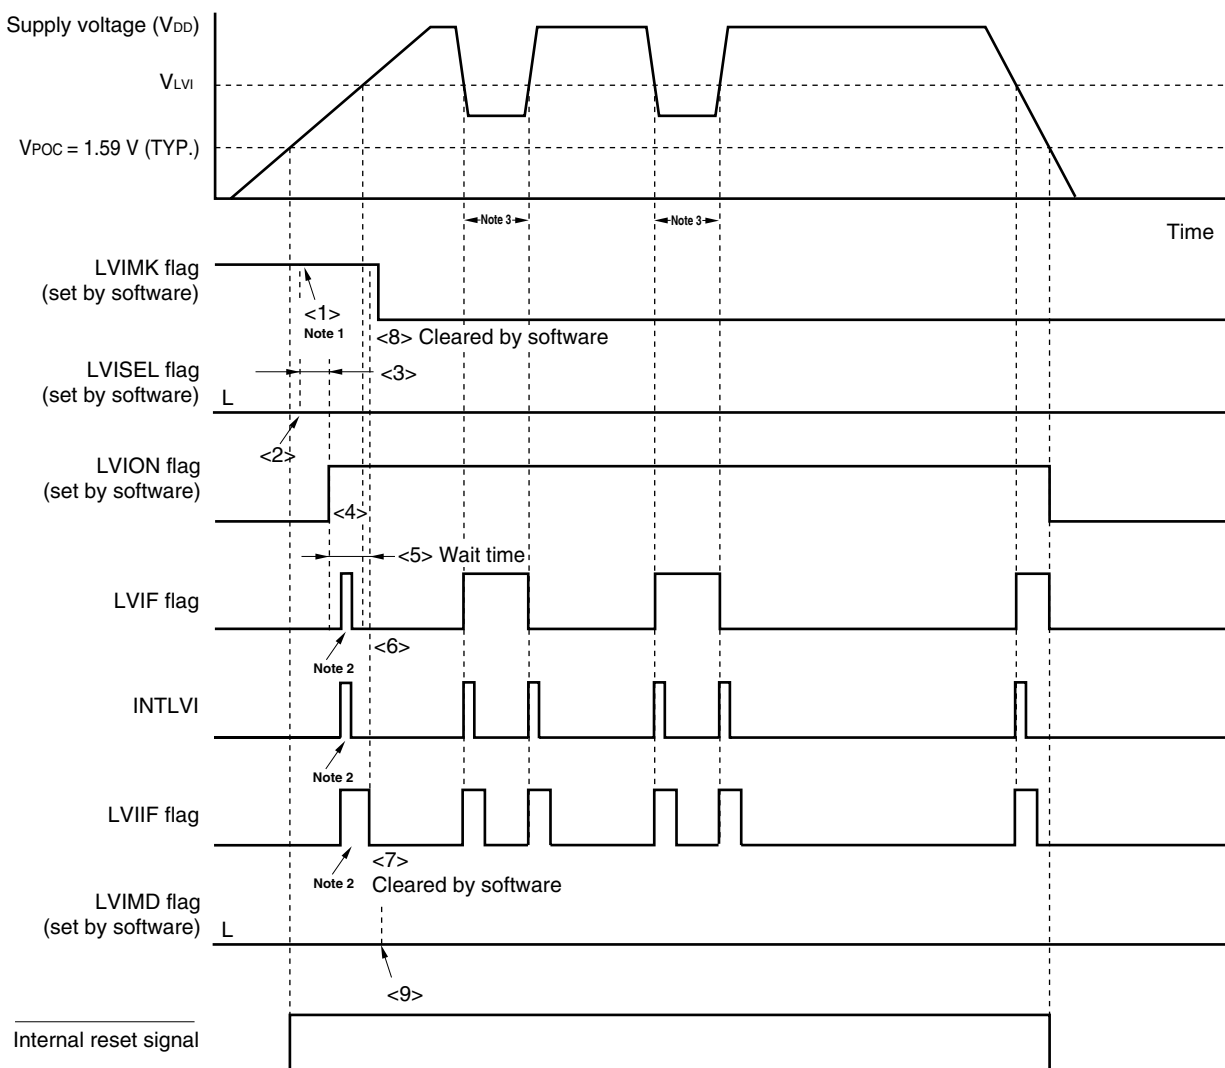 Supply voltage (VDD)
VLVI
VPOC = 1.59 V (TYP.)
Note 3
Note 3
Time
LVIMK flag
(set by software)
<1>
Note 1
<8> Cleared by software
LVISEL flag
(set by software)
L
<3>
<2>
LVION flag
(set by software)
<4>
<5> Wait time
LVIF flag
<6>
Note 2
INTLVI
Note 2
LVIIF flag
Note 2
<7>
Cleared by software
LVIMD flag
(set by software)
L
<9>
Internal reset signal